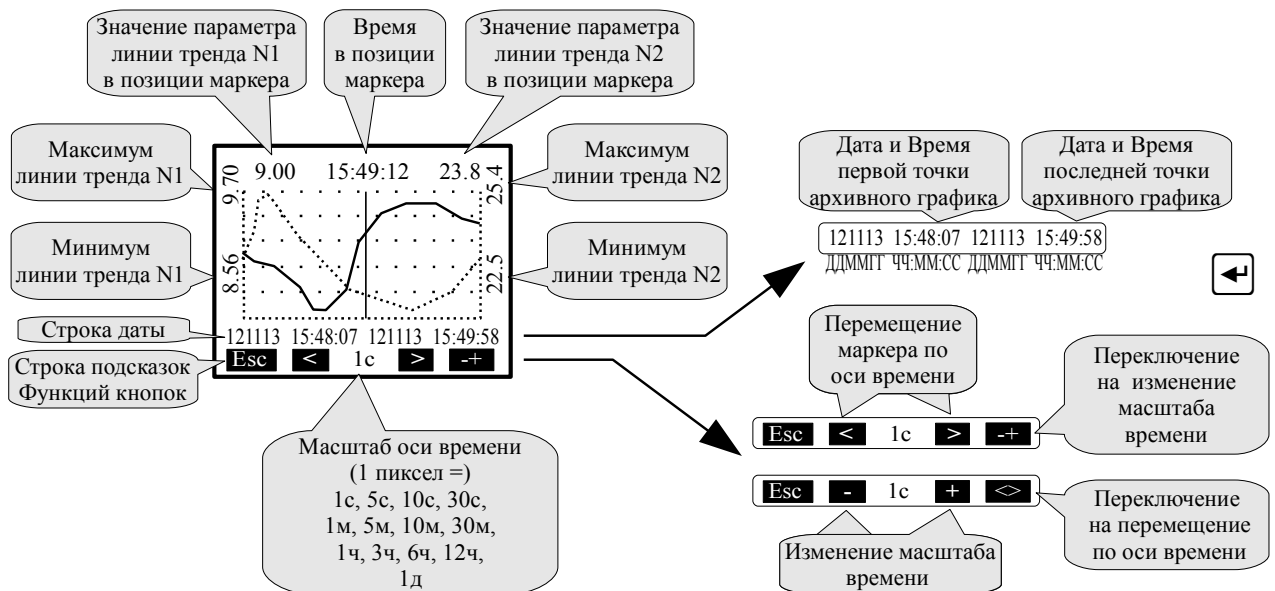 Значение параметра
линии тренда N1
в позиции маркера
Время
в позиции
маркера
Значение параметра
линии тренда N2
в позиции маркера
Максимум
линии тренда N1
Минимум
линии тренда N1
Строка даты
Строка подсказок
Функций кнопок
9.70
9.00 15:49:12 23.8
25.4
8.56
22.5
121113 15:48:07 121113 15:49:58
Esc < 1с > -+
Максимум
линии тренда N2
Минимум
линии тренда N2
Масштаб оси времени
(1 пиксел =)
1с, 5с, 10с, 30с,
1м, 5м, 10м, 30м,
1ч, 3ч, 6ч, 12ч,
1д
Дата и Время
первой точки
архивного графика
Дата и Время
последней точки
архивного графика
121113 15:48:07 121113 15:49:58
ДДММГГ ЧЧ:ММ:СС ДДММГГ ЧЧ:ММ:СС
Перемещение
маркера по
оси времени
Переключение
на изменение
масштаба
времени
Esc < 1с > -+
Esc - 1с + <>
Изменение масштаба
времени
Переключение
на перемещение
по оси времени